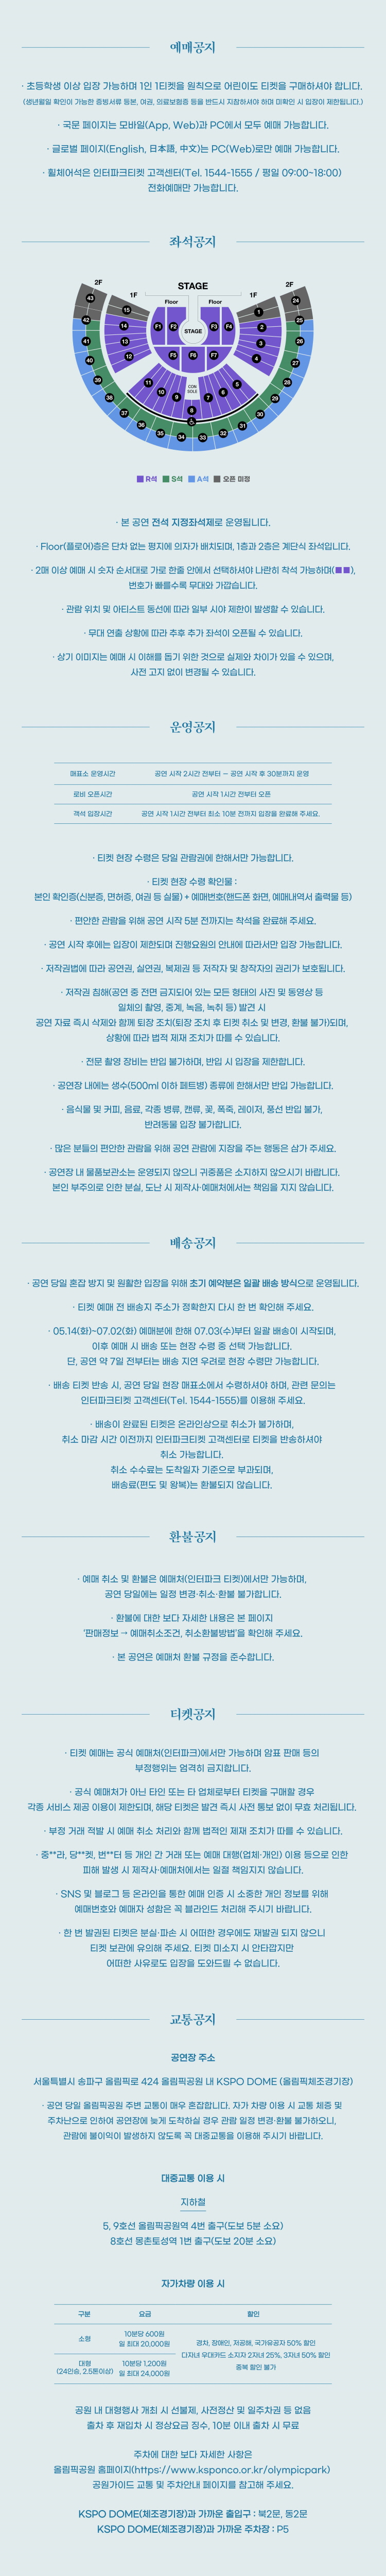 예매공지
· 초등학생 이상 입장 가능하며 1인 1티켓을 원칙으로 어린이도 티켓을 구매하셔야 합니다.
(생년월일 확인이 가능한 증빙서류 등본, 여권, 의료보험증 등을 반드시 지참하셔야 하며 미확인 시 입장이 제한됩니다.)
· 국문 페이지는 모바일(App, Web)과 PC에서 모두 예매 가능합니다.
· 글로벌 페이지(English, 日本語, 中文)는 PC(Web)로만 예매 가능합니다.
· 휠체어석은 인터파크티켓 고객센터(Tel. 1544-1555 / 평일 09:00~18:00)
전화예매만 가능합니다.
좌석공지
2F
1F
STAGE
1F
2F
Floor
Floor
43
42
41
40
39
38
37
36
35
34
33
32
31
30
29
28
27
26
25
24
15
14
13
12
11
10
9
8
7
6
5
4
3
2
1
F1
F2
STAGE
F3
F4
F5
F6
F7
CON
SOLE
R석
S석
A석
오픈 미정
· 본 공연 전석 지정좌석제로 운영됩니다.
· Floor(플로어)층은 단차 없는 평지에 의자가 배치되며, 1층과 2층은 계단식 좌석입니다.
· 2매 이상 예매 시 숫자 순서대로 가로 한줄 안에서 선택하셔야 나란히 착석 가능하며(■■),
번호가 빠를수록 무대와 가깝습니다.
· 관람 위치 및 아티스트 동선에 따라 일부 시야 제한이 발생할 수 있습니다.
· 무대 연출 상황에 따라 추후 추가 좌석이 오픈될 수 있습니다.
· 상기 이미지는 예매 시 이해를 돕기 위한 것으로 실제와 차이가 있을 수 있으며,
사전 고지 없이 변경될 수 있습니다.
운영공지
매표소 운영시간 공연 시작 2시간 전부터 – 공연 시작 후 30분까지 운영
로비 오픈시간 공연 시작 1시간 전부터 오픈
객석 입장시간 공연 시작 1시간 전부터 최소 10분 전까지 입장을 완료해 주세요.
· 티켓 현장 수령은 당일 관람권에 한해서만 가능합니다.
· 티켓 현장 수령 확인물 :
본인 확인증(신분증, 면허증, 여권 등 실물) + 예매번호(핸드폰 화면, 예매내역서 출력물 등)
· 편안한 관람을 위해 공연 시작 5분 전까지는 착석을 완료해 주세요.
· 공연 시작 후에는 입장이 제한되며 진행요원의 안내에 따라서만 입장 가능합니다.
· 저작권법에 따라 공연권, 실연권, 복제권 등 저작자 및 창작자의 권리가 보호됩니다.
· 저작권 침해(공연 중 전면 금지되어 있는 모든 형태의 사진 및 동영상 등
일체의 촬영, 중계, 녹음, 녹취 등) 발견 시
공연 자료 즉시 삭제와 함께 퇴장 조치(퇴장 조치 후 티켓 취소 및 변경, 환불 불가)되며,
상황에 따라 법적 제재 조치가 따를 수 있습니다.
· 전문 촬영 장비는 반입 불가하며, 반입 시 입장을 제한합니다.
· 공연장 내에는 생수(500ml 이하 페트병) 종류에 한해서만 반입 가능합니다.
· 음식물 및 커피, 음료, 각종 병류, 캔류, 꽃, 폭죽, 레이저, 풍선 반입 불가,
반려동물 입장 불가합니다.
· 많은 분들의 편안한 관람을 위해 공연 관람에 지장을 주는 행동은 삼가 주세요.
· 공연장 내 물품보관소는 운영되지 않으니 귀중품은 소지하지 않으시기 바랍니다.
본인 부주의로 인한 분실, 도난 시 제작사·예매처에서는 책임을 지지 않습니다.
배송공지
· 공연 당일 혼잡 방지 및 원활한 입장을 위해 초기 예약분은 일괄 배송 방식으로 운영됩니다.
· 티켓 예매 전 배송지 주소가 정확한지 다시 한 번 확인해 주세요.
· 05.14(화)~07.02(화) 예매분에 한해 07.03(수)부터 일괄 배송이 시작되며,
이후 예매 시 배송 또는 현장 수령 중 선택 가능합니다.
단, 공연 약 7일 전부터는 배송 지연 우려로 현장 수령만 가능합니다.
· 배송 티켓 반송 시, 공연 당일 현장 매표소에서 수령하셔야 하며, 관련 문의는
인터파크티켓 고객센터(Tel. 1544-1555)를 이용해 주세요.
· 배송이 완료된 티켓은 온라인상으로 취소가 불가하며,
취소 마감 시간 이전까지 인터파크티켓 고객센터로 티켓을 반송하셔야
취소 가능합니다.
취소 수수료는 도착일자 기준으로 부과되며,
배송료(편도 및 왕복)는 환불되지 않습니다.
환불공지
· 예매 취소 및 환불은 예매처(인터파크 티켓)에서만 가능하며,
공연 당일에는 일정 변경·취소·환불 불가합니다.
· 환불에 대한 보다 자세한 내용은 본 페이지
'판매정보 → 예매취소조건, 취소환불방법'을 확인해 주세요.
· 본 공연은 예매처 환불 규정을 준수합니다.
티켓공지
· 티켓 예매는 공식 예매처(인터파크)에서만 가능하며 암표 판매 등의
부정행위는 엄격히 금지합니다.
· 공식 예매처가 아닌 타인 또는 타 업체로부터 티켓을 구매할 경우
각종 서비스 제공 이용이 제한되며, 해당 티켓은 발견 즉시 사전 통보 없이 무효 처리됩니다.
· 부정 거래 적발 시 예매 취소 처리와 함께 법적인 제재 조치가 따를 수 있습니다.
· 중**라, 당**켓, 번**터 등 개인 간 거래 또는 예매 대행(업체·개인) 이용 등으로 인한
피해 발생 시 제작사·예매처에서는 일절 책임지지 않습니다.
· SNS 및 블로그 등 온라인을 통한 예매 인증 시 소중한 개인 정보를 위해
예매번호와 예매자 성함은 꼭 블라인드 처리해 주시기 바랍니다.
· 한 번 발권된 티켓은 분실·파손 시 어떠한 경우에도 재발권 되지 않으니
티켓 보관에 유의해 주세요. 티켓 미소지 시 안타깝지만
어떠한 사유로도 입장을 도와드릴 수 없습니다.
교통공지
공연장 주소
서울특별시 송파구 올림픽로 424 올림픽공원 내 KSPO DOME (올림픽체조경기장)
· 공연 당일 올림픽공원 주변 교통이 매우 혼잡합니다. 자가 차량 이용 시 교통 체증 및
주차난으로 인하여 공연장에 늦게 도착하실 경우 관람 일정 변경·환불 불가하오니,
관람에 불이익이 발생하지 않도록 꼭 대중교통을 이용해 주시기 바랍니다.
대중교통 이용 시
지하철
5, 9호선 올림픽공원역 4번 출구(도보 5분 소요)
8호선 몽촌토성역 1번 출구(도보 20분 소요)
자가차량 이용 시
구분 요금 할인
소형 10분당 600원
일 최대 20,000원
대형
(24인승, 2.5톤이상) 10분당 1,200원
일 최대 24,000원
경차, 장애인, 저공해, 국가유공자 50% 할인
다자녀 우대카드 소지자 2자녀 25%, 3자녀 50% 할인
중복 할인 불가
공원 내 대형행사 개최 시 선불제, 사전정산 및 일주차권 등 없음
출차 후 재입차 시 정상요금 징수, 10분 이내 출차 시 무료
주차에 대한 보다 자세한 사항은
올림픽공원 홈페이지(https://www.ksponco.or.kr/olympicpark)
공원가이드 교통 및 주차안내 페이지를 참고해 주세요.
KSPO DOME(체조경기장)과 가까운 출입구 : 북2문, 동2문
KSPO DOME(체조경기장)과 가까운 주차장 : P5